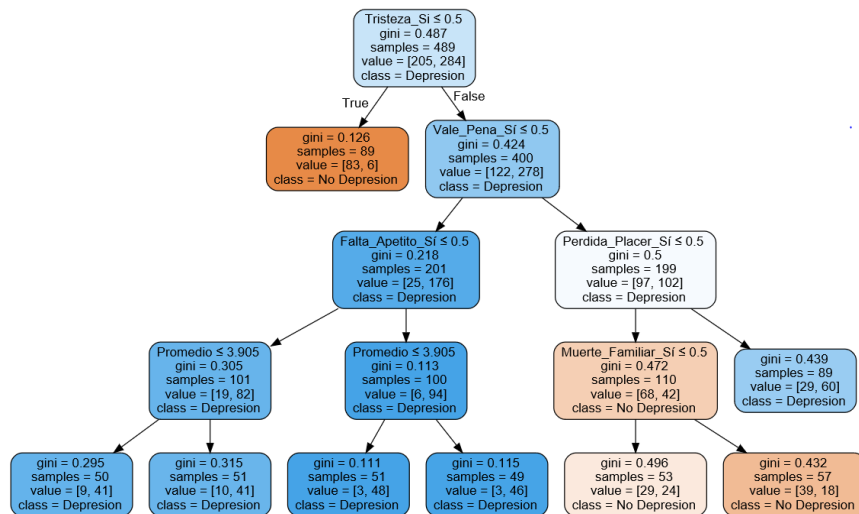 Tristeza_Si ≤ 0.5
gini = 0.487
samples = 489
value = [205, 284]
class = Depresion
True
False
gini = 0.126
samples = 89
value = [83, 6]
class = No Depresion
Vale_Pena_Sí ≤ 0.5
gini = 0.424
samples = 400
value = [122, 278]
class = Depresion
Falta_Apetito_Sí ≤ 0.5
gini = 0.218
samples = 201
value = [25, 176]
class = Depresion
Perdida_Placer_Sí ≤ 0.5
gini = 0.5
samples = 199
value = [97, 102]
class = Depresion
Promedio ≤ 3.905
gini = 0.305
samples = 101
value = [19, 82]
class = Depresion
Promedio ≤ 3.905
gini = 0.113
samples = 100
value = [6, 94]
class = Depresion
Muerte_Familiar_Sí ≤ 0.5
gini = 0.472
samples = 110
value = [68, 42]
class = No Depresion
gini = 0.439
samples = 89
value = [29, 60]
class = Depresion
gini = 0.295
samples = 50
value = [9, 41]
class = Depresion
gini = 0.315
samples = 51
value = [10, 41]
class = Depresion
gini = 0.111
samples = 51
value = [3, 48]
class = Depresion
gini = 0.115
samples = 49
value = [3, 46]
class = Depresion
gini = 0.496
samples = 53
value = [29, 24]
class = No Depresion
gini = 0.432
samples = 57
value = [39, 18]
class = No Depresion